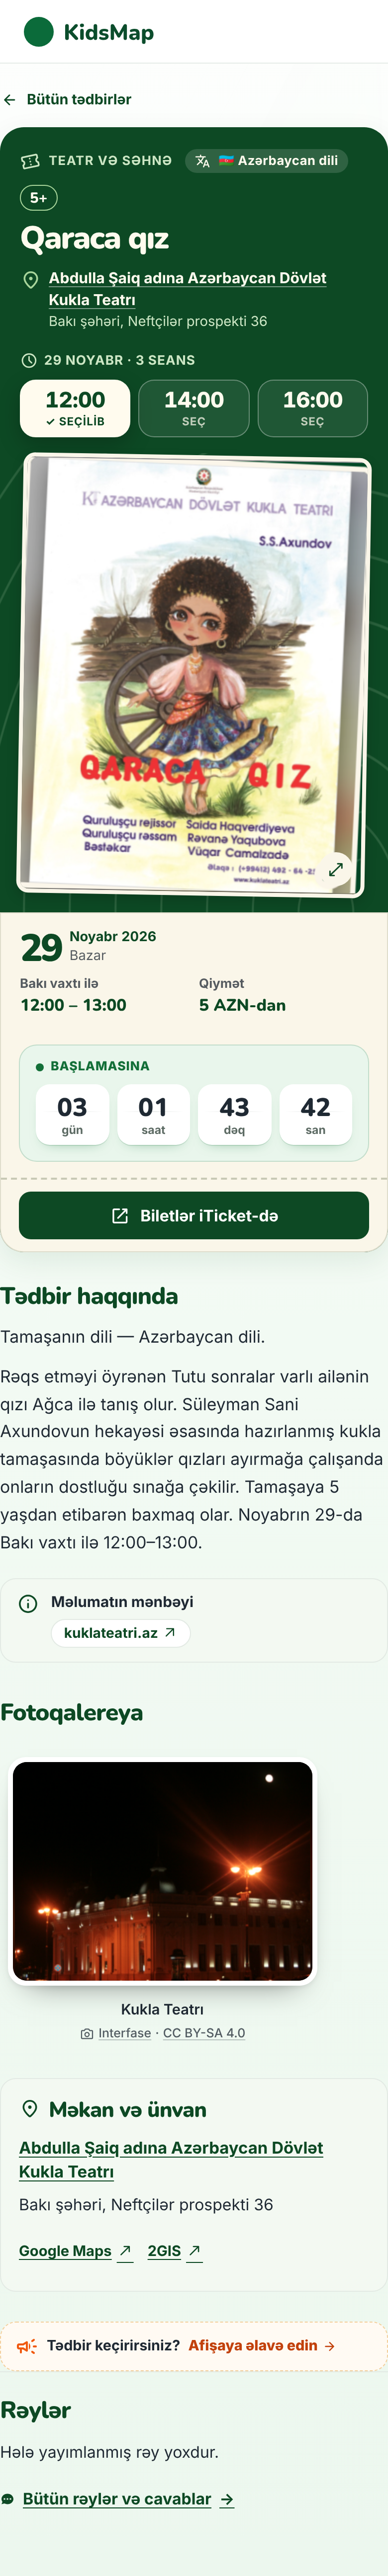 KidsMap
← Bütün tədbirlər
TEATR VƏ SƏHNƏ
Azərbaycan dili
5+
Qaraca qız
Abdulla Şaiq adına Azərbaycan Dövlət
Kukla Teatrı
Bakı şəhəri, Neftçilər prospekti 36
29 NOYABR · 3 SEANS
12:00 14:00 16:00
✓ SEÇİLİB SEÇ SEÇ
AZƏRBAYCAN DÖVLƏT KUKLA TEATRI
S.S.Axundov
QARACA QIZ
Quruluşçu rejissor Saida Haqverdiyeva
Quruluşçu rəssam Rəvanə Yaqubova
Bəstəkar Vüqar Camalzadə
Əlaqə : (+99412) 492 - 64 -
www.kuklateatri.az
29 Noyabr 2026
Bazar
Bakı vaxtı ilə Qiymət
12:00 – 13:00 5 AZN-dan
BAŞLAMASINA
03 01 43 42
gün saat dəq san
Biletlər iTicket-də
Tədbir haqqında
Tamaşanın dili — Azərbaycan dili.
Rəqs etməyi öyrənən Tutu sonralar varlı ailənin
qızı Ağca ilə tanış olur. Süleyman Sani
Axundovun hekayəsi əsasında hazırlanmış kukla
tamaşasında böyüklər qızları ayırmağa çalışanda
onların dostluğu sınağa çəkilir. Tamaşaya 5
yaşdan etibarən baxmaq olar. Noyabrın 29-da
Bakı vaxtı ilə 12:00–13:00.
Məlumatın mənbəyi
kuklateatri.az ↗
Fotoqalereya
Kukla Teatrı
Interfase · CC BY-SA 4.0
Məkan və ünvan
Abdulla Şaiq adına Azərbaycan Dövlət
Kukla Teatrı
Bakı şəhəri, Neftçilər prospekti 36
Google Maps ↗ 2GIS ↗
Tədbir keçirirsiniz? Afişaya əlavə edin →
Rəylər
Hələ yayımlanmış rəy yoxdur.
Bütün rəylər və cavablar →